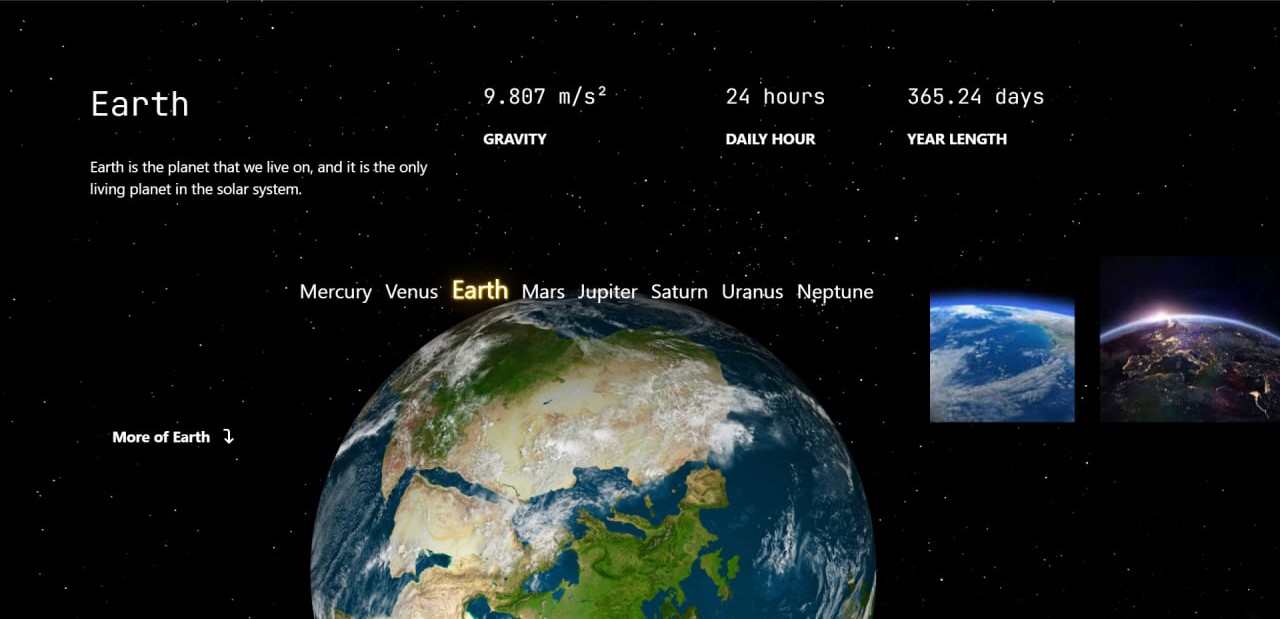 Earth
Earth is the planet that we live on, and it is the only
living planet in the solar system.
9.807 m/s²
GRAVITY
24 hours
DAILY HOUR
365.24 days
YEAR LENGTH
Mercury Venus Earth Mars Jupiter Saturn Uranus Neptune
More of Earth ⤵